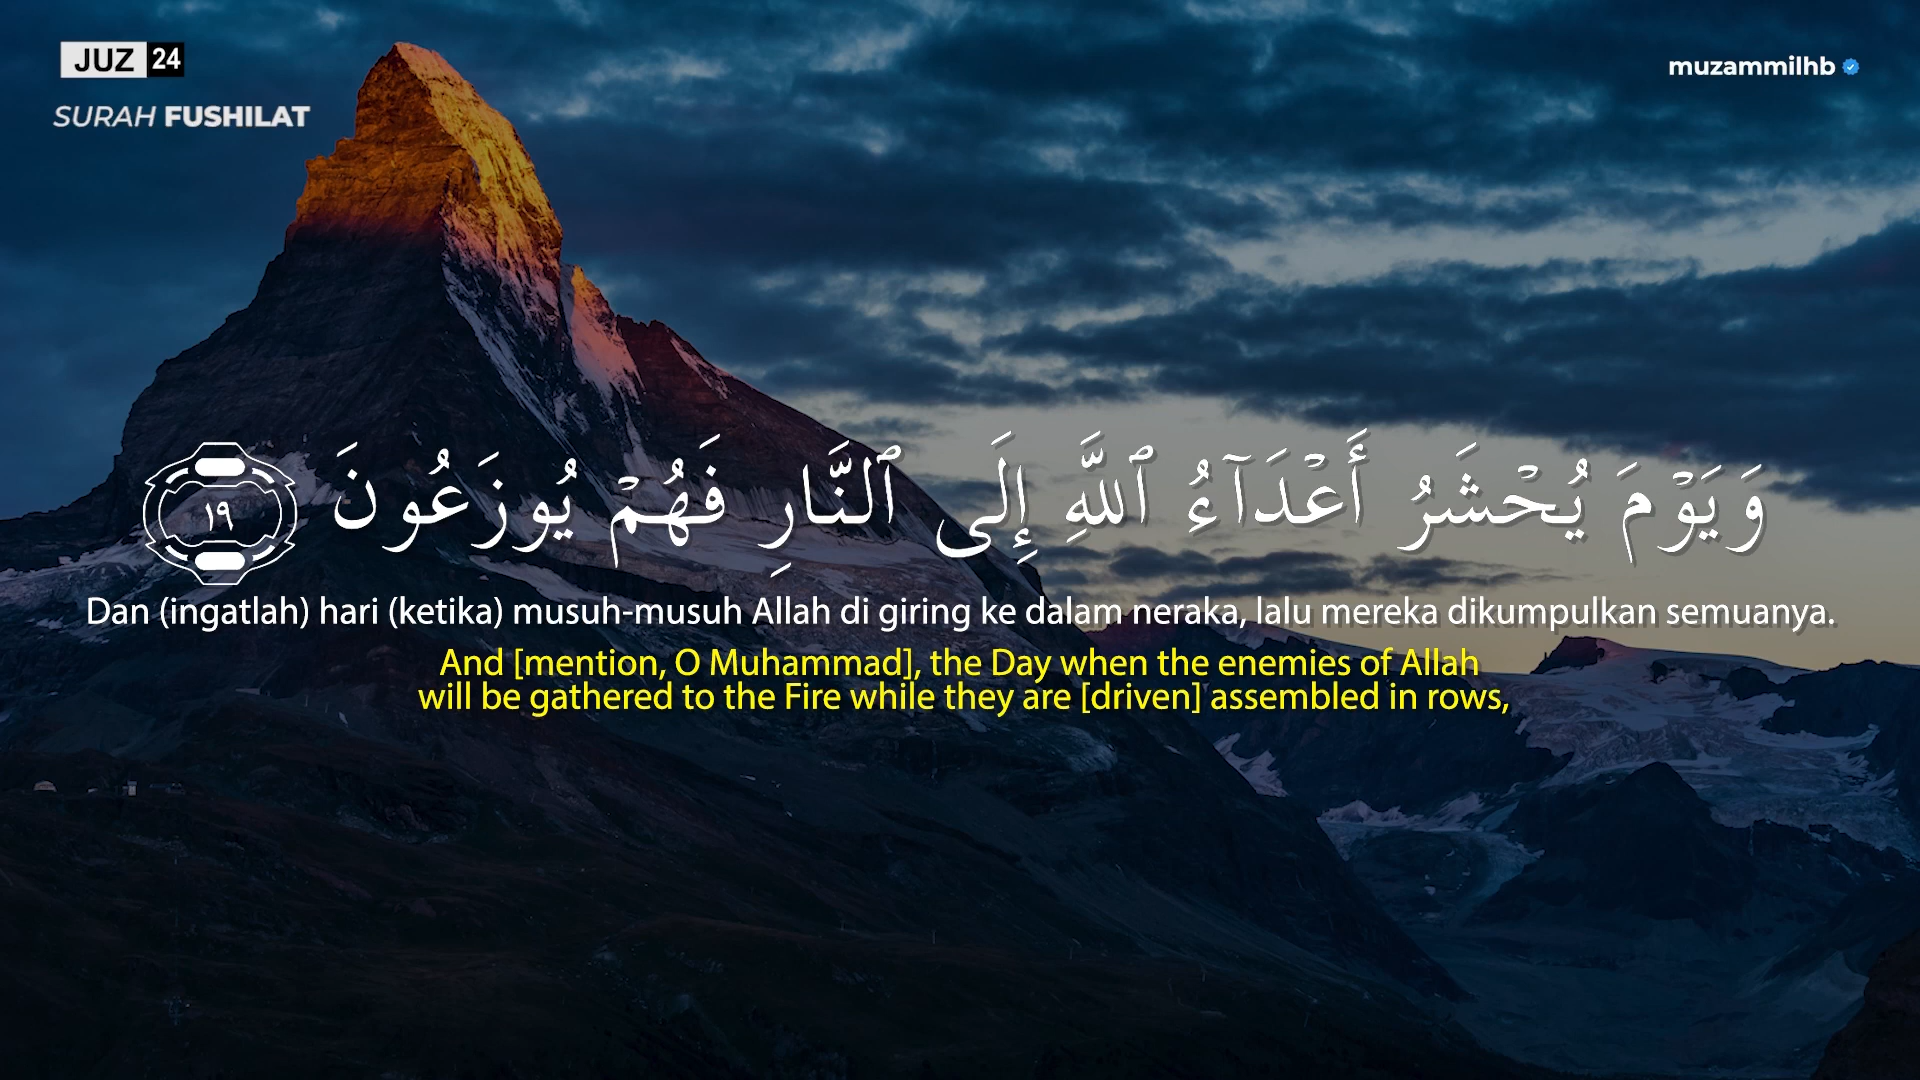 JUZ 24
muzammilhb
SURAH FUSHILAT
وَيَوْمَ يُحْشَرُ أَعْدَآءُ ٱللَّهِ إِلَى ٱلنَّارِ فَهُمْ يُوزَعُونَ ١٩
Dan (ingatlah) hari (ketika) musuh-musuh Allah di giring ke dalam neraka, lalu mereka dikumpulkan semuanya.
And [mention, O Muhammad], the Day when the enemies of Allah
will be gathered to the Fire while they are [driven] assembled in rows,